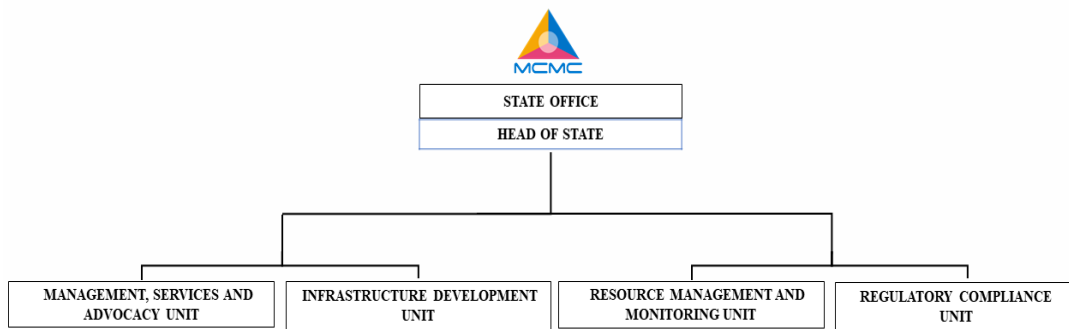 MCMC
STATE OFFICE
HEAD OF STATE
MANAGEMENT, SERVICES AND
ADVOCACY UNIT
INFRASTRUCTURE DEVELOPMENT
UNIT
RESOURCE MANAGEMENT AND
MONITORING UNIT
REGULATORY COMPLIANCE
UNIT